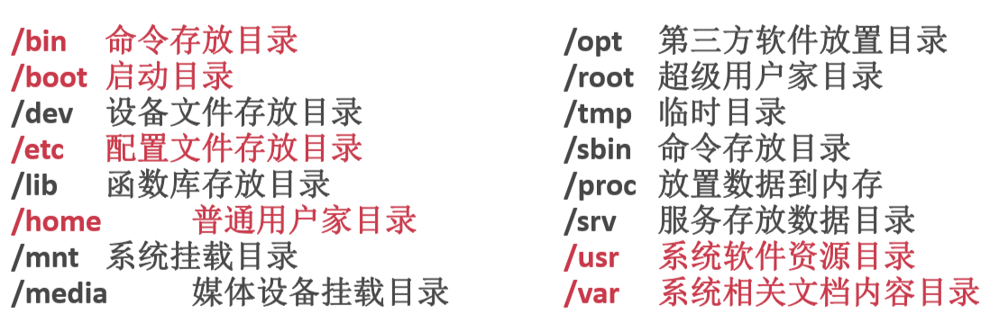 /bin 命令存放目录
/boot 启动目录
/dev 设备文件存放目录
/etc 配置文件存放目录
/lib 函数库存放目录
/home 普通用户家目录
/mnt 系统挂载目录
/media 媒体设备挂载目录
/opt 第三方软件放置目录
/root 超级用户家目录
/tmp 临时目录
/sbin 命令存放目录
/proc 放置数据到内存
/srv 服务存放数据目录
/usr 系统软件资源目录
/var 系统相关文档内容目录